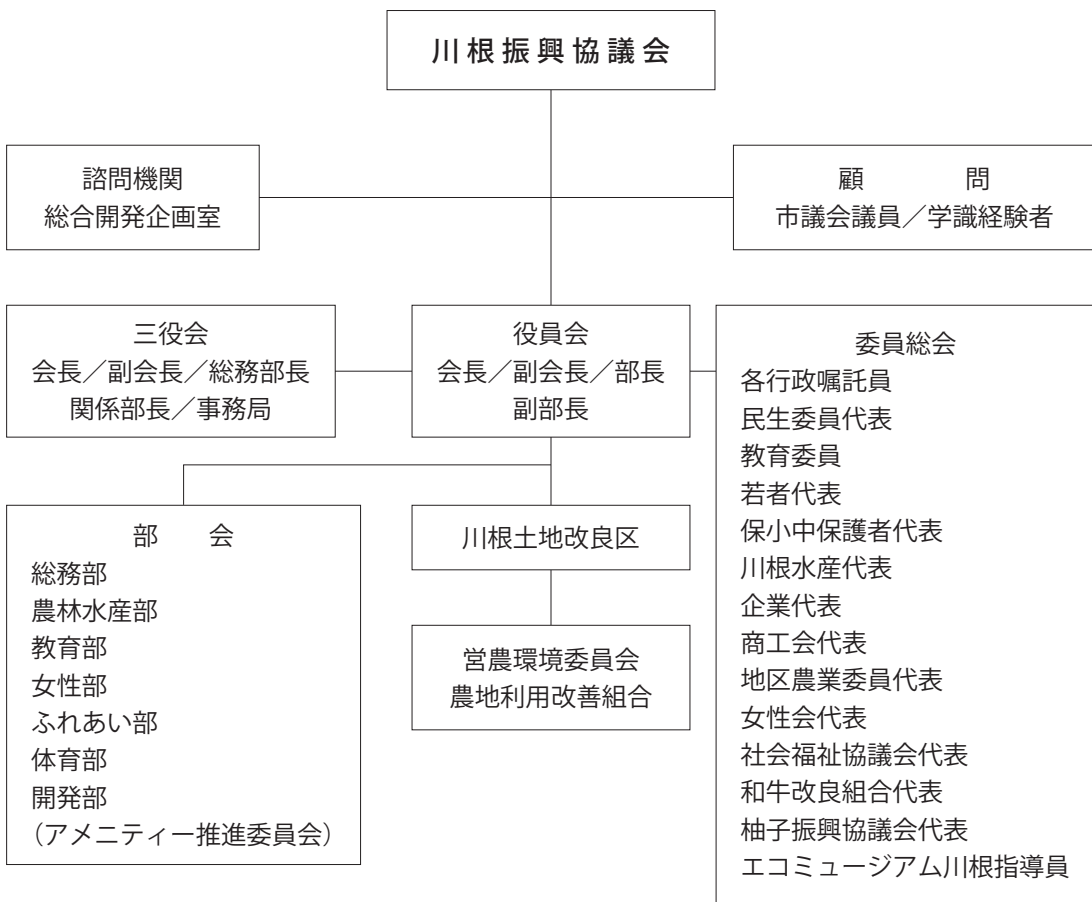 川根振興協議会
諮問機関
総合開発企画室
顧　　問
市議会議員／学識経験者
三役会
会長／副会長／総務部長
関係部長／事務局
役員会
会長／副会長／部長
副部長
委員総会
各行政嘱託員
民生委員代表
教育委員
若者代表
保小中保護者代表
川根水産代表
企業代表
商工会代表
地区農業委員代表
女性会代表
社会福祉協議会代表
和牛改良組合代表
柚子振興協議会代表
エコミュージアム川根指導員
部　　会
総務部
農林水産部
教育部
女性部
ふれあい部
体育部
開発部
（アメニティー推進委員会）
川根土地改良区
営農環境委員会
農地利用改善組合